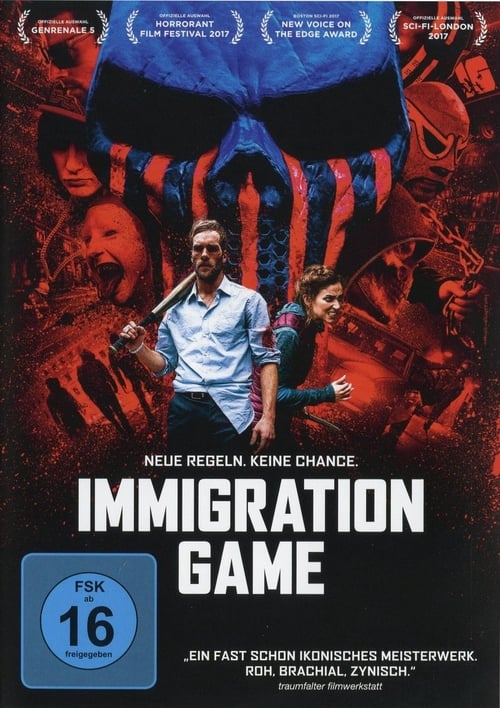 OFFIZIELLE AUSWAHL
GENRENALE 5
OFFIZIELLE AUSWAHL
HORRORANT
FILM FESTIVAL 2017
BOSTON SCI-FI 2017
NEW VOICE ON
THE EDGE AWARD
OFFIZIELLE AUSWAHL
SCI-FI-LONDON
2017
NEUE REGELN. KEINE CHANCE.
IMMIGRATION
GAME
FSK
ab
16
freigegeben
„EIN FAST SCHON IKONISCHES MEISTERWERK.
ROH, BRACHIAL, ZYNISCH.“
traumfalter filmwerkstatt